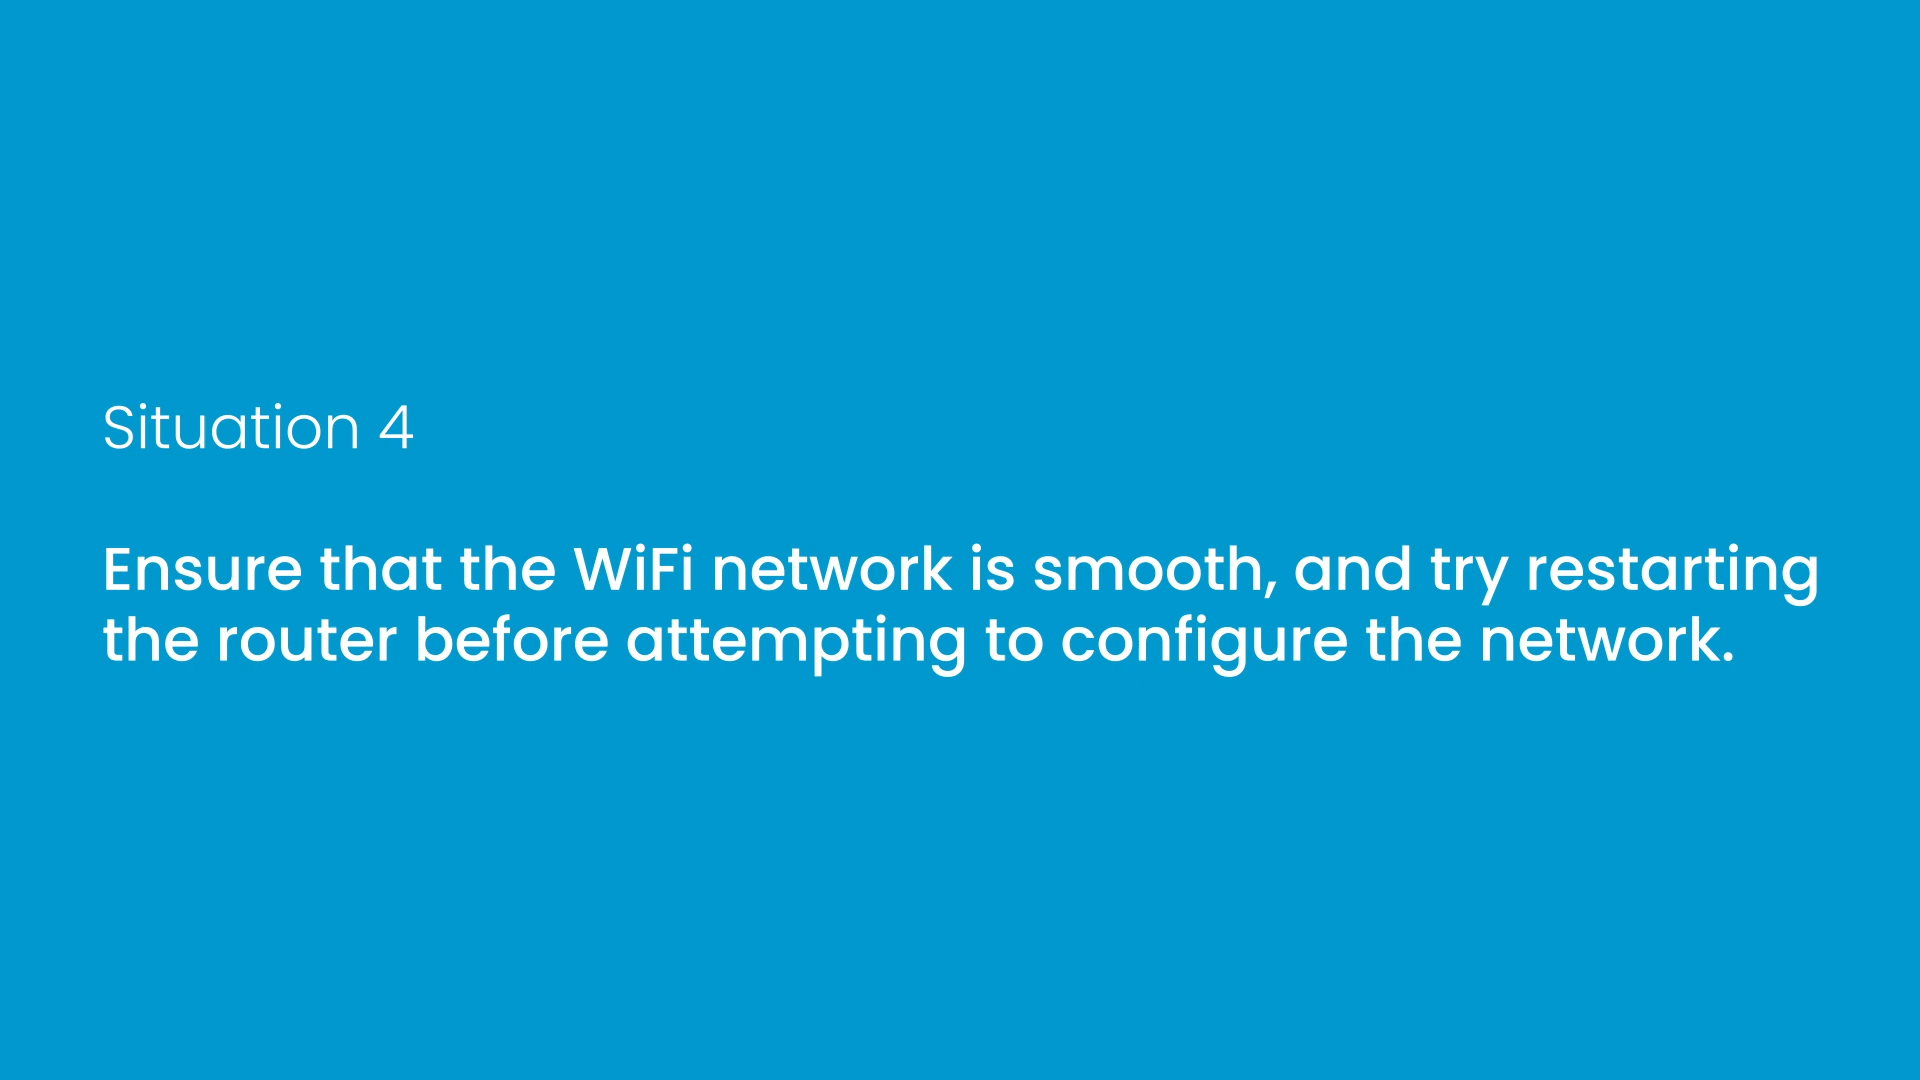 Situation 4
Ensure that the WiFi network is smooth, and try restarting
the router before attempting to configure the network.